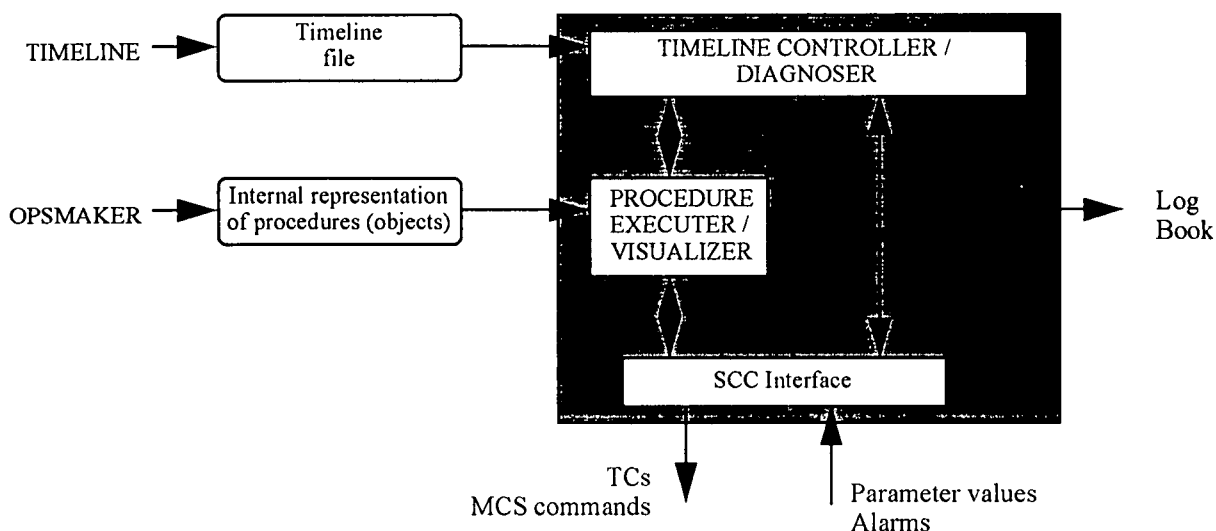 TIMELINE
Timeline
file
TIMELINE CONTROLLER /
DIAGNOSER
OPSMAKER
Internal representation
of procedures (objects)
PROCEDURE
EXECUTER /
VISUALIZER
Log
Book
SCC Interface
TCs
MCS commands
Parameter values
Alarms